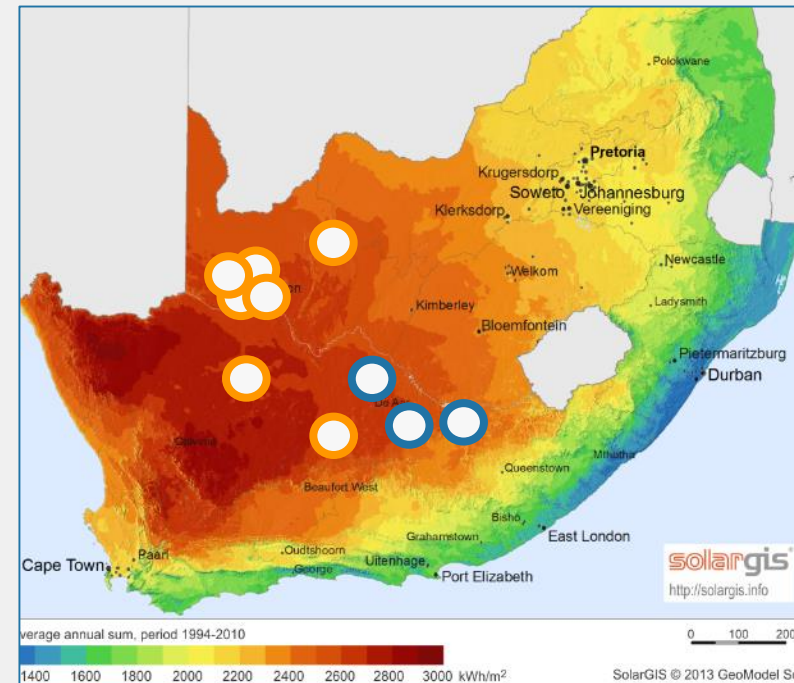 Polokwane
Pretoria
Krugersdorp
Soweto
Johannesburg
Klerksdorp
Vereeniging
Welkom
Newcastle
Kimberley
Ladysmith
Bloemfontein
Pietermaritzburg
Durban
De Aar
Calvinia
Mthatha
Queenstown
Beaufort West
Bisho
East London
Grahamstown
Oudtshoorn
Uitenhage
Paarl
Cape Town
George
Port Elizabeth
solargis
http://solargis.info
verage annual sum, period 1994-2010
0 100 200
1400 1600 1800 2000 2200 2400 2600 2800 3000 kWh/m²
SolarGIS © 2013 GeoModel So